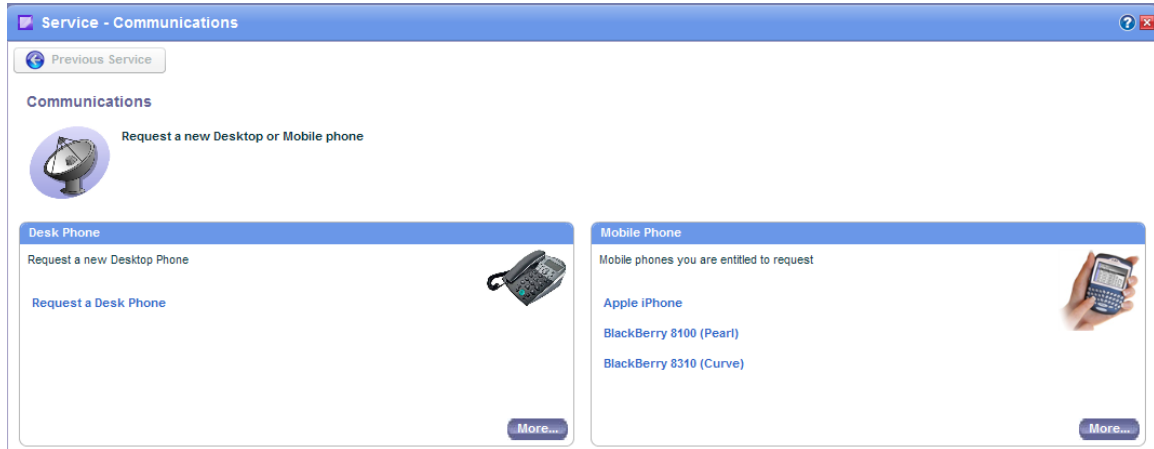 Service - Communications
Previous Service
Communications
Request a new Desktop or Mobile phone
Desk Phone
Request a new Desktop Phone
Request a Desk Phone
More...
Mobile Phone
Mobile phones you are entitled to request
Apple iPhone
BlackBerry 8100 (Pearl)
BlackBerry 8310 (Curve)
More...